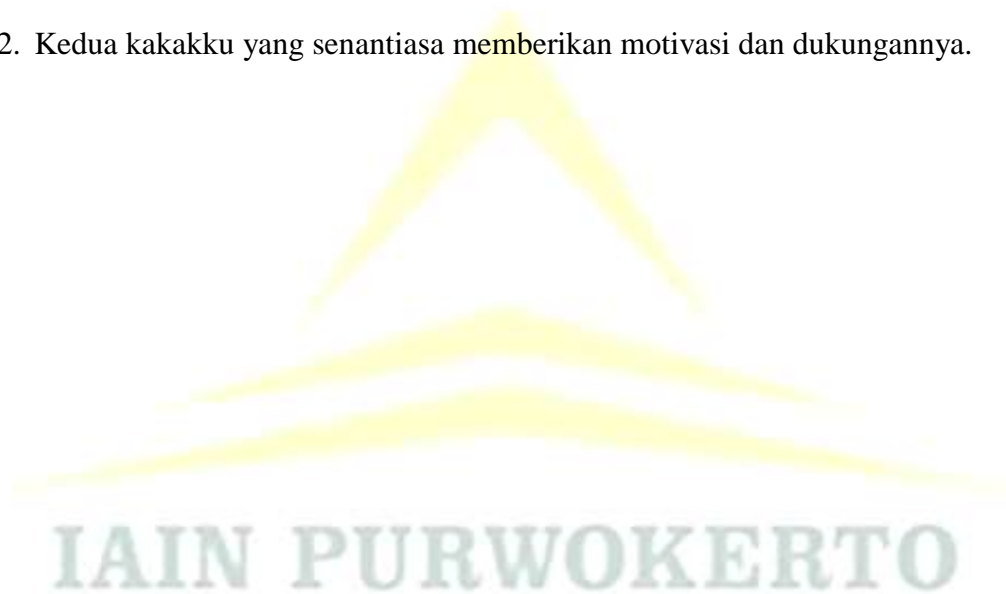 2. Kedua kakakku yang senantiasa memberikan motivasi dan dukungannya.
IAIN PURWOKERTO